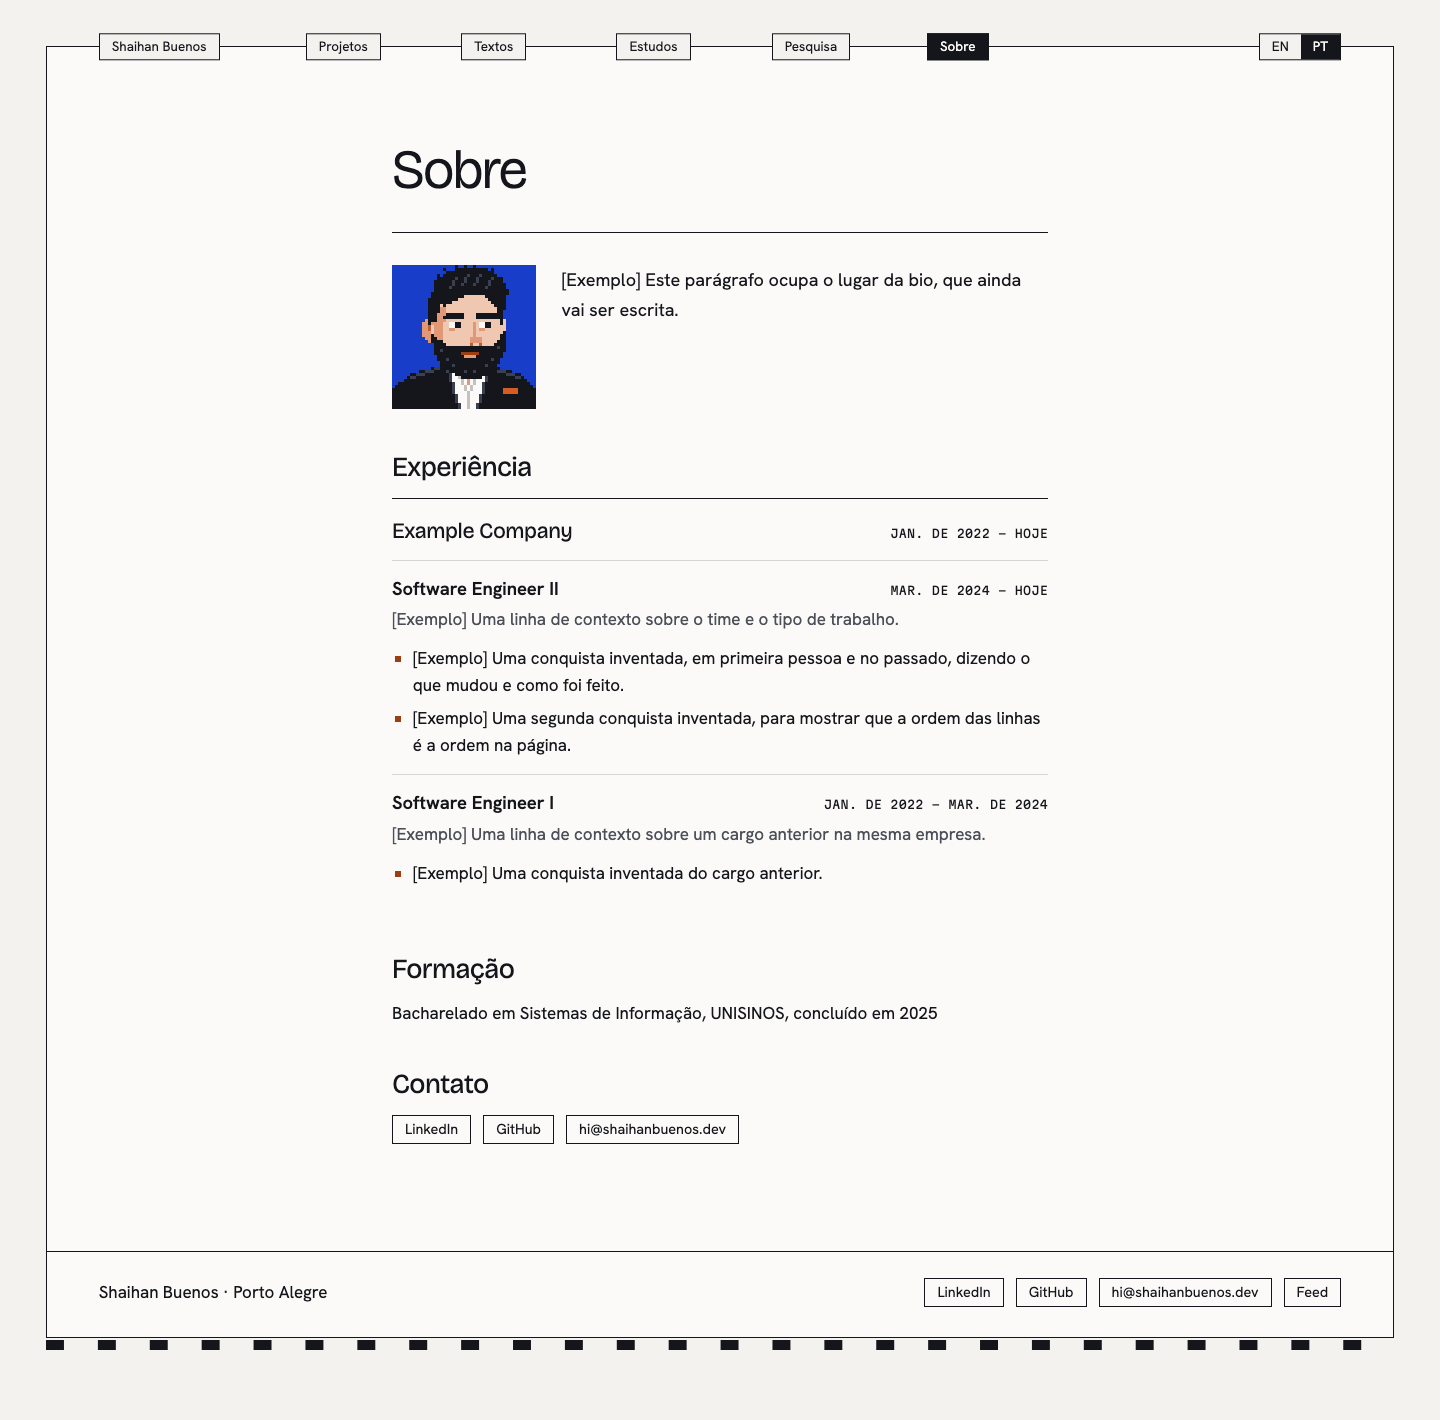 Shaihan Buenos
Projetos
Textos
Estudos
Pesquisa
Sobre
EN
PT
Sobre
[Exemplo] Este parágrafo ocupa o lugar da bio, que ainda
vai ser escrita.
Experiência
Example Company
JAN. DE 2022 – HOJE
Software Engineer II
MAR. DE 2024 – HOJE
[Exemplo] Uma linha de contexto sobre o time e o tipo de trabalho.
[Exemplo] Uma conquista inventada, em primeira pessoa e no passado, dizendo o
que mudou e como foi feito.
[Exemplo] Uma segunda conquista inventada, para mostrar que a ordem das linhas
é a ordem na página.
Software Engineer I
JAN. DE 2022 – MAR. DE 2024
[Exemplo] Uma linha de contexto sobre um cargo anterior na mesma empresa.
[Exemplo] Uma conquista inventada do cargo anterior.
Formação
Bacharelado em Sistemas de Informação, UNISINOS, concluído em 2025
Contato
LinkedIn
GitHub
hi@shaihanbuenos.dev
Shaihan Buenos · Porto Alegre
LinkedIn
GitHub
hi@shaihanbuenos.dev
Feed